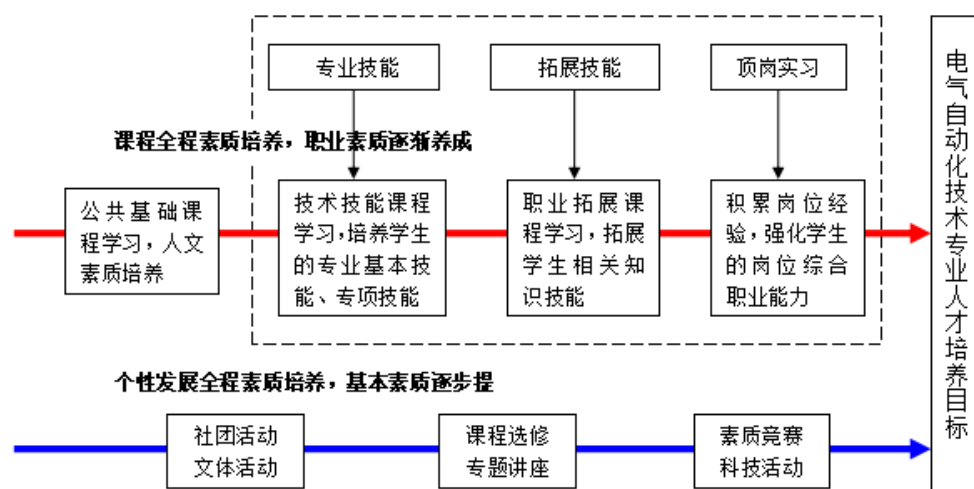 专业技能
拓展技能
顶岗实习
课程全程素质培养，职业素质逐渐养成
公共基础课
程学习，人文
素质培养
技术技能课程
学习，培养学生
的专业基本技
能、专项技能
职业拓展课
程学习，拓展
学生相关知
识技能
积累岗位经
验，强化学生
的岗位综合
职业能力
个性发展全程素质培养，基本素质逐步提
社团活动
文体活动
课程选修
专题讲座
素质竞赛
科技活动
电气自动化技术专业人才培养目标